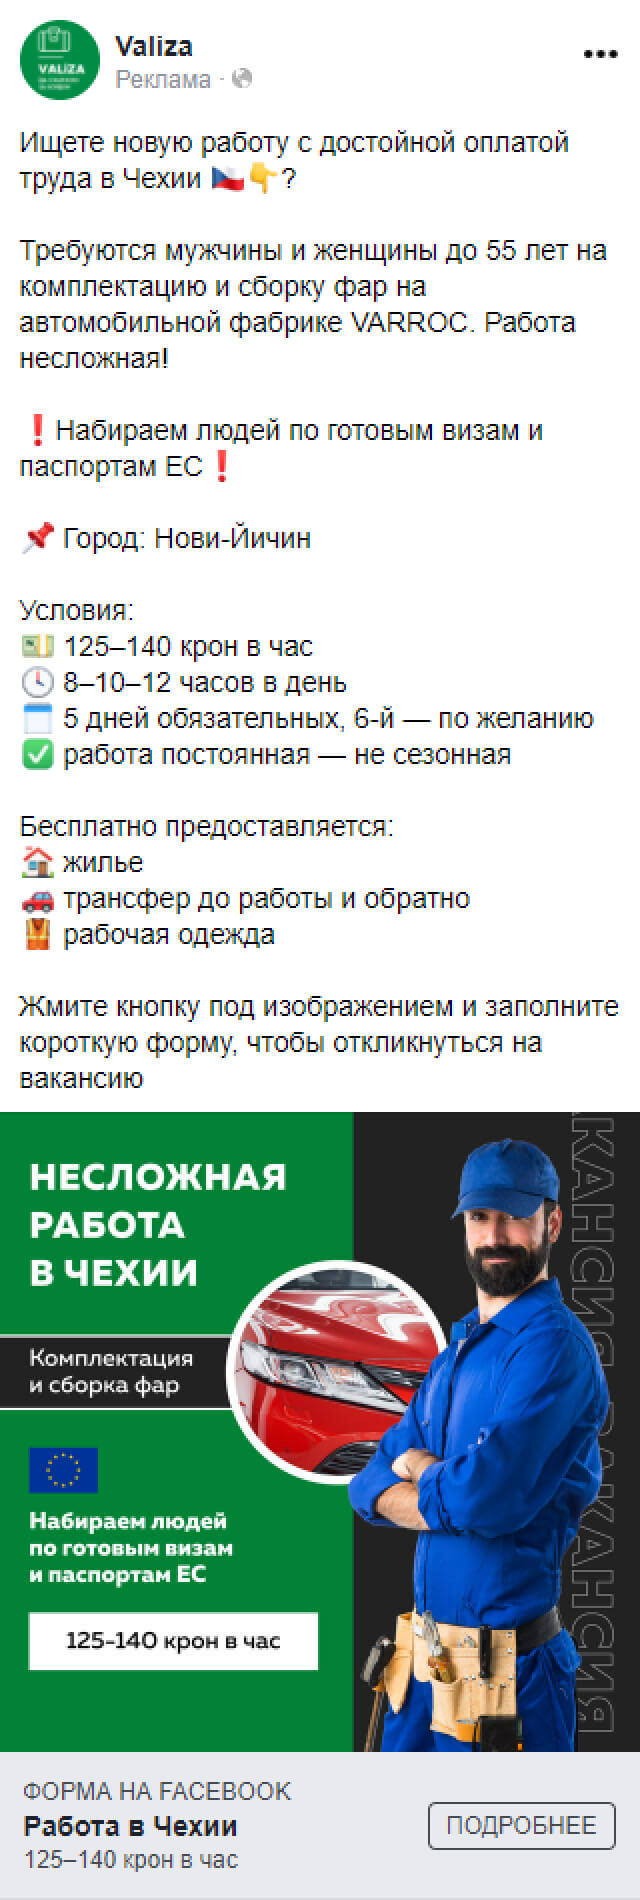 VALIZA
Valiza
Реклама ·
Ищете новую работу с достойной оплатой
труда в Чехии 🇨🇿👇?
Требуются мужчины и женщины до 55 лет на
комплектацию и сборку фар на
автомобильной фабрике VARROC. Работа
несложная!
❗Набираем людей по готовым визам и
паспортам ЕС❗
📌 Город: Нови-Йичин
Условия:
💵 125–140 крон в час
🕓 8–10–12 часов в день
🗓 5 дней обязательных, 6-й — по желанию
✅ работа постоянная — не сезонная
Бесплатно предоставляется:
🏠 жилье
🚗 трансфер до работы и обратно
🦺 рабочая одежда
Жмите кнопку под изображением и заполните
короткую форму, чтобы откликнуться на
вакансию
НЕСЛОЖНАЯ
РАБОТА
В ЧЕХИИ
Комплектация
и сборка фар
Набираем людей
по готовым визам
и паспортам ЕС
125-140 крон в час
АКАНСИЯ ВАКАНСИЯ
ФОРМА НА FACEBOOK
Работа в Чехии
125–140 крон в час
ПОДРОБНЕЕ